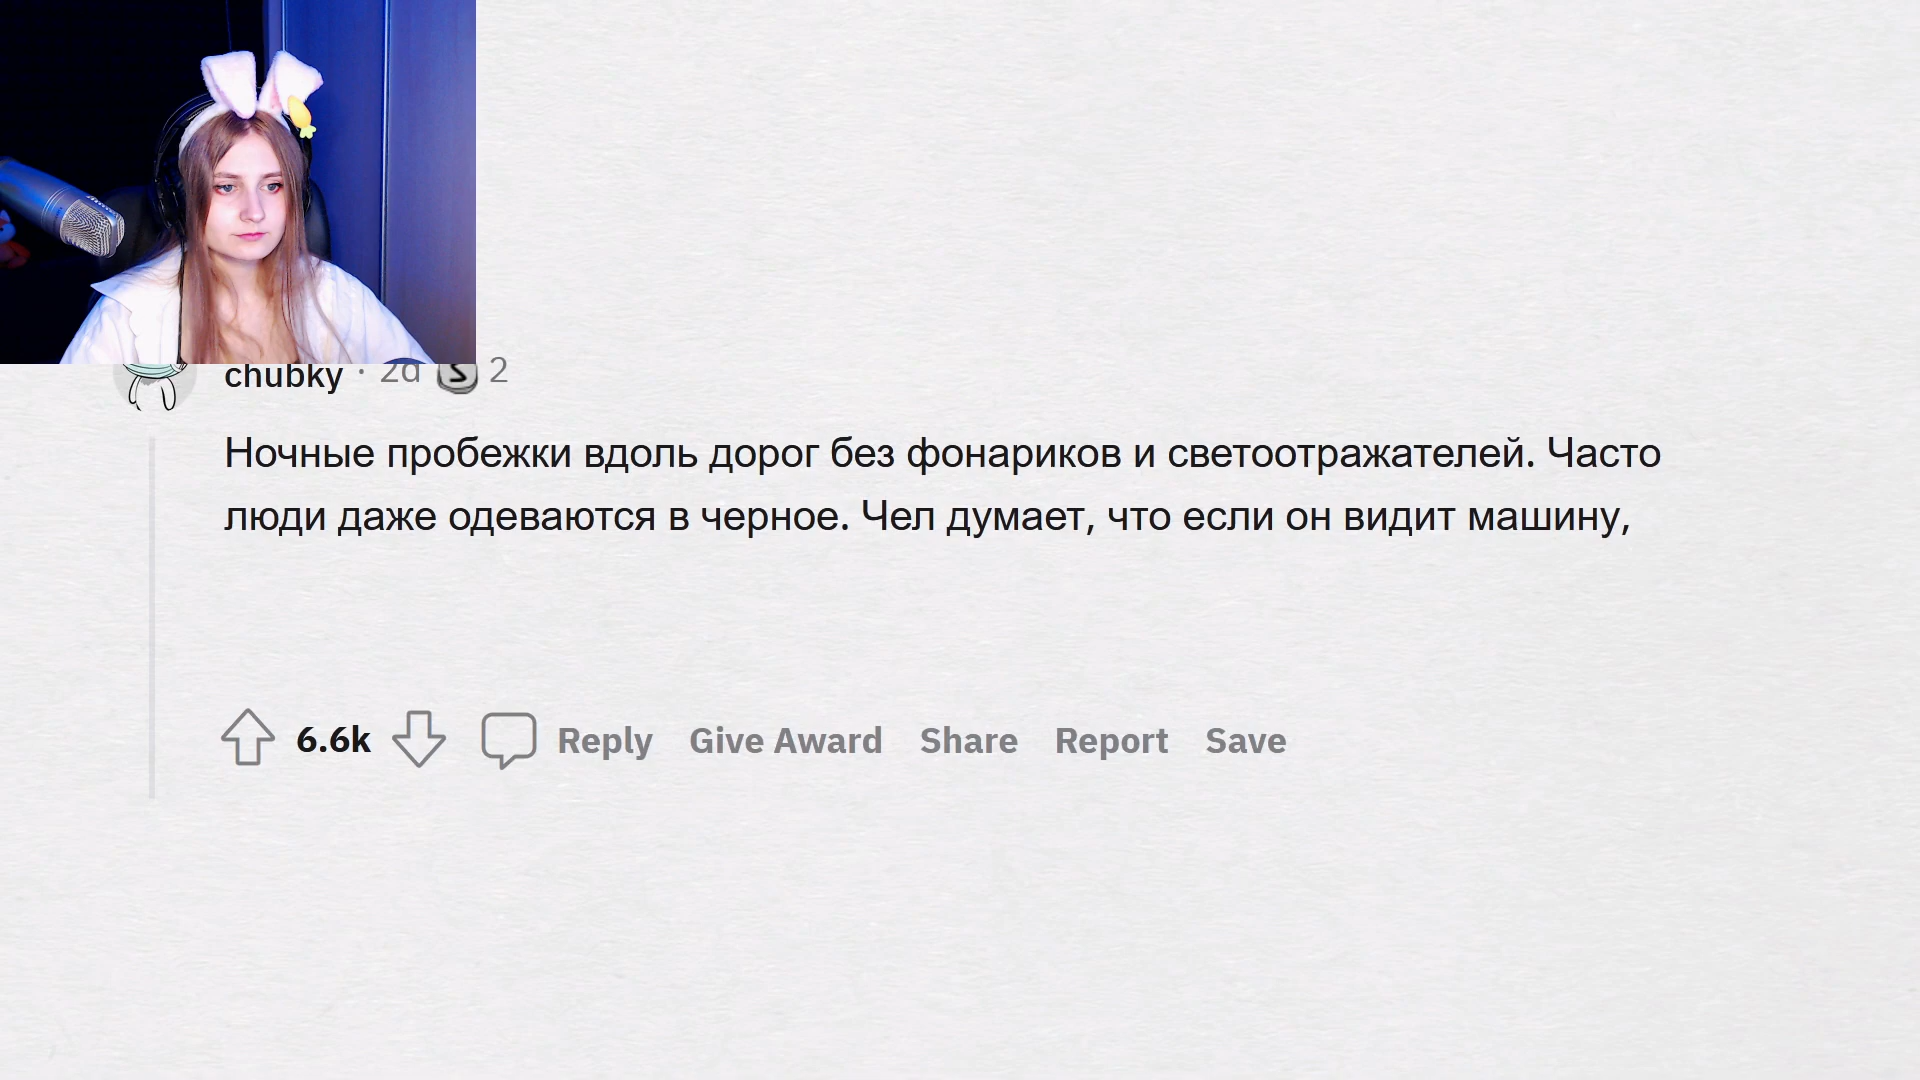 chubky · 2d S 2
Ночные пробежки вдоль дорог без фонариков и светоотражателей. Часто
люди даже одеваются в черное. Чел думает, что если он видит машину,
6.6k Reply Give Award Share Report Save